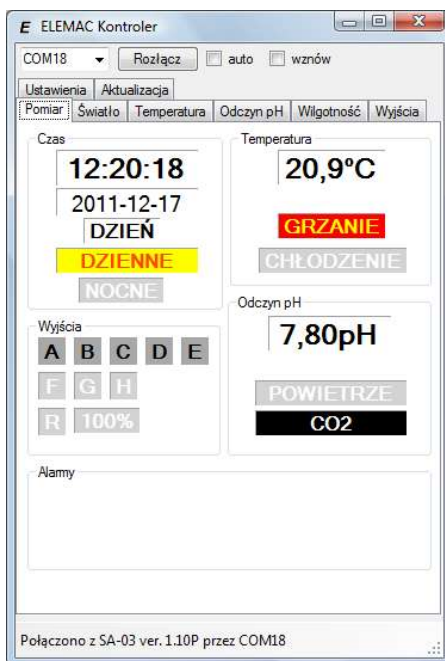 E ELEMAC Kontroler
COM18 Rozłącz auto wznów
Ustawienia Aktualizacja
Pomiar Światło Temperatura Odczyn pH Wilgotność Wyjścia
Czas
12:20:18
2011-12-17
DZIEŃ
DZIENNE
NOCNE
Temperatura
20,9°C
GRZANIE
CHŁODZENIE
Wyjścia
A B C D E
F G H
R 100%
Odczyn pH
7,80pH
POWIETRZE
CO2
Alarmy
Połączono z SA-03 ver. 1.10P przez COM18